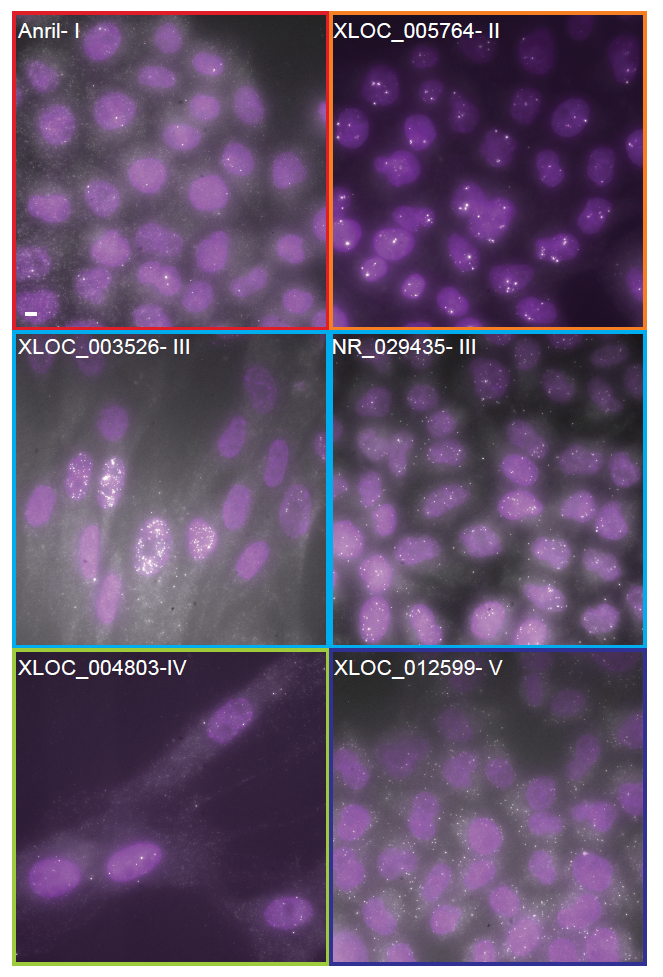 Anril- I
XLOC_005764- II
XLOC_003526- III
NR_029435- III
XLOC_004803-IV
XLOC_012599- V